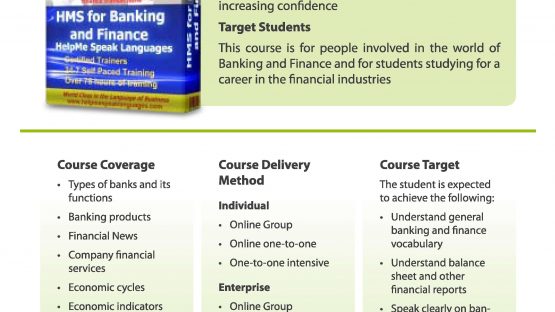 HMS for Banking
and Finance
HelpMe Speak Languages
Certified Trainers
24-7 Self Paced Training
Over 75 hours of training
World Class in the Language of Business
www.helpmespeaklanguages.com
HMS for
and Fi
increasing confidence
Target Students
This course is for people involved in the world of
Banking and Finance and for students studying for a
career in the financial industries
Course Coverage
• Types of banks and its
functions
• Banking products
• Financial News
• Company financial
services
• Economic cycles
• Economic indicators
Course Delivery
Method
Individual
• Online Group
• Online one-to-one
• One-to-one intensive
Enterprise
• Online Group
Course Target
The student is expected
to achieve the following:
• Understand general
banking and finance
vocabulary
• Understand balance
sheet and other
financial reports
• Speak clearly on ban-